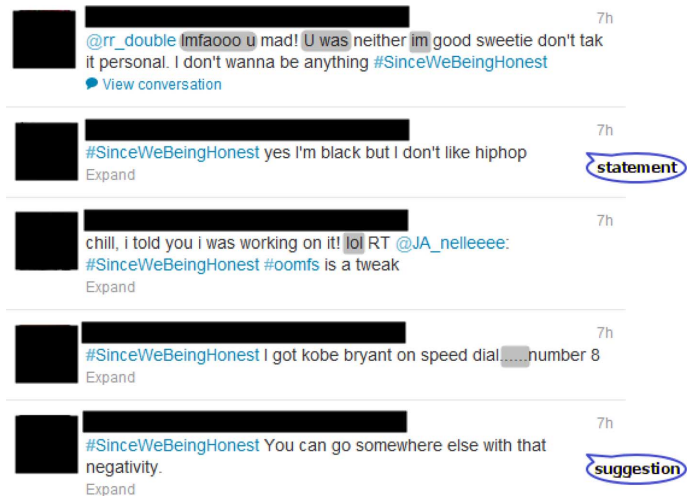 7h
@rr_double lmfaooo u mad! U was neither im good sweetie don't tak
it personal. I don't wanna be anything #SinceWeBeingHonest
View conversation
7h
#SinceWeBeingHonest yes I'm black but I don't like hiphop
statement
Expand
7h
chill, i told you i was working on it! lol RT @JA_nelleeee:
#SinceWeBeingHonest #oomfs is a tweak
Expand
7h
#SinceWeBeingHonest I got kobe bryant on speed dial......number 8
Expand
7h
#SinceWeBeingHonest You can go somewhere else with that
negativity.
suggestion
Expand